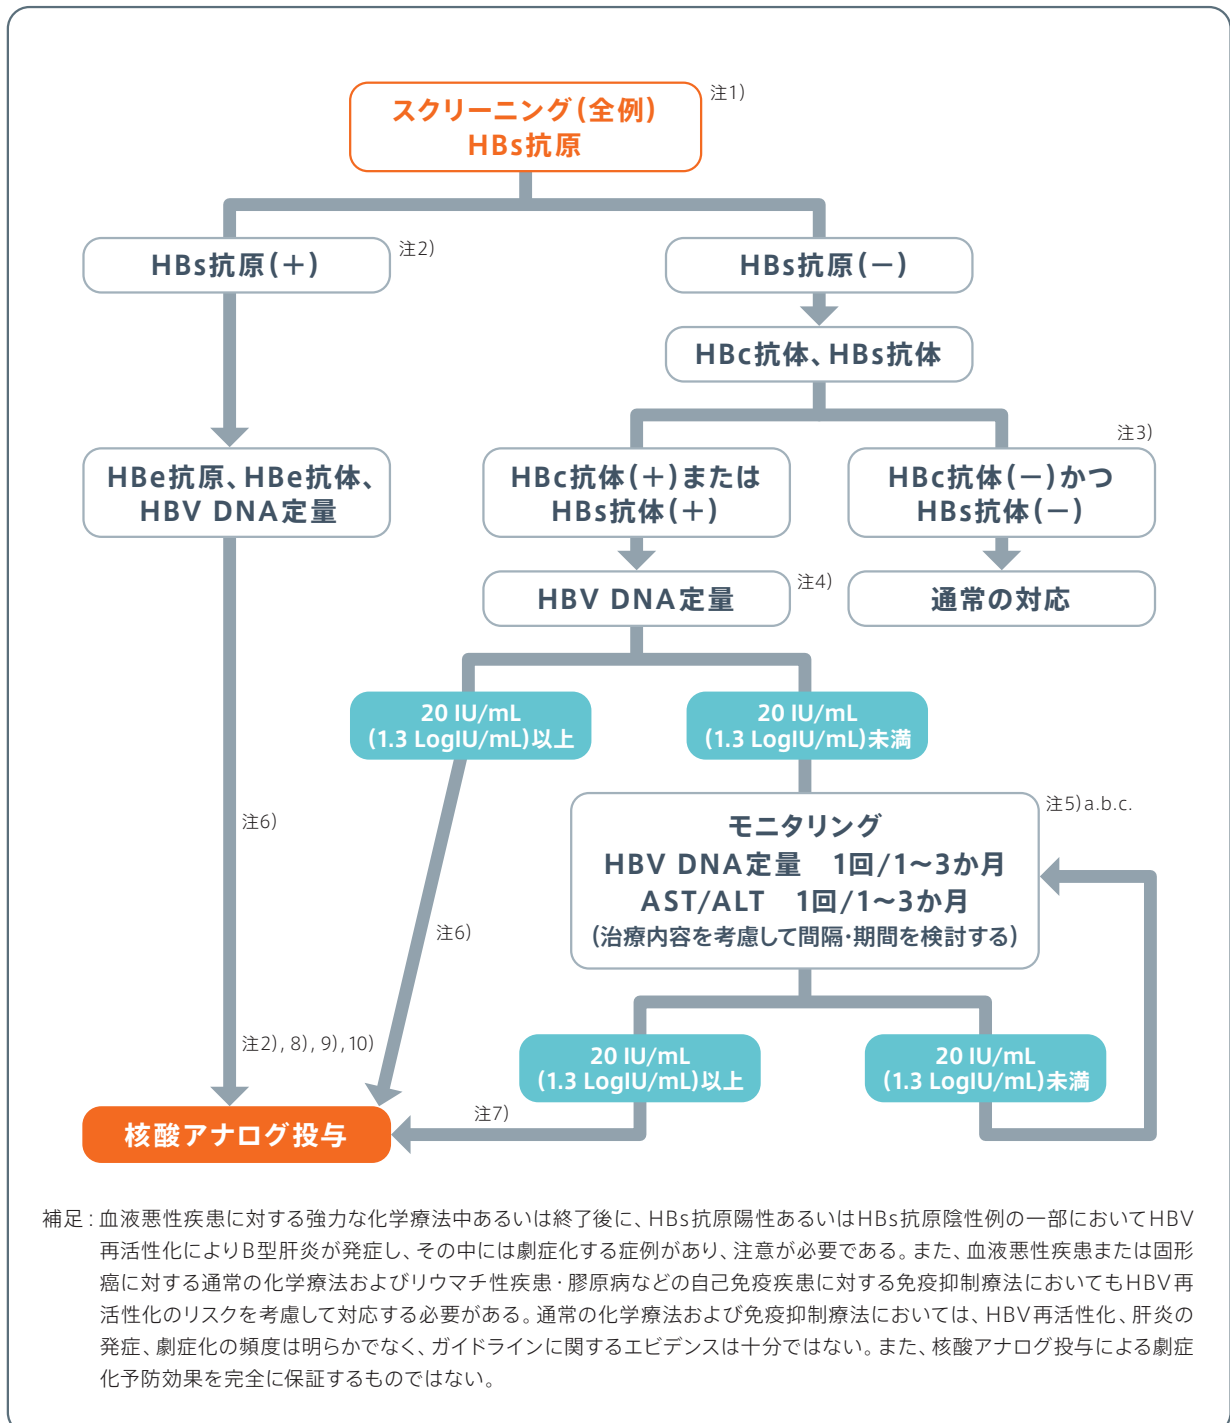 スクリーニング(全例)
HBs抗原
注1)
HBs抗原(+)
注2)
HBs抗原(−)
HBc抗体、HBs抗体
HBe抗原、HBe抗体、
HBV DNA定量
HBc抗体(+)または
HBs抗体(+)
注3)
HBc抗体(−)かつ
HBs抗体(−)
HBV DNA定量
注4)
通常の対応
20 IU/mL
(1.3 LogIU/mL)以上
20 IU/mL
(1.3 LogIU/mL)未満
注5)a.b.c.
モニタリング
HBV DNA定量 1回/1〜3か月
AST/ALT 1回/1〜3か月
(治療内容を考慮して間隔・期間を検討する)
注6)
注6)
注2), 8), 9), 10)
20 IU/mL
(1.3 LogIU/mL)以上
20 IU/mL
(1.3 LogIU/mL)未満
注7)
核酸アナログ投与
補足 : 血液悪性疾患に対する強力な化学療法中あるいは終了後に、HBs抗原陽性あるいはHBs抗原陰性例の一部においてHBV
再活性化によりB型肝炎が発症し、その中には劇症化する症例があり、注意が必要である。また、血液悪性疾患または固形
癌に対する通常の化学療法およびリウマチ性疾患・膠原病などの自己免疫疾患に対する免疫抑制療法においてもHBV再
活性化のリスクを考慮して対応する必要がある。通常の化学療法および免疫抑制療法においては、HBV再活性化、肝炎の
発症、劇症化の頻度は明らかでなく、ガイドラインに関するエビデンスは十分ではない。また、核酸アナログ投与による劇症
化予防効果を完全に保証するものではない。